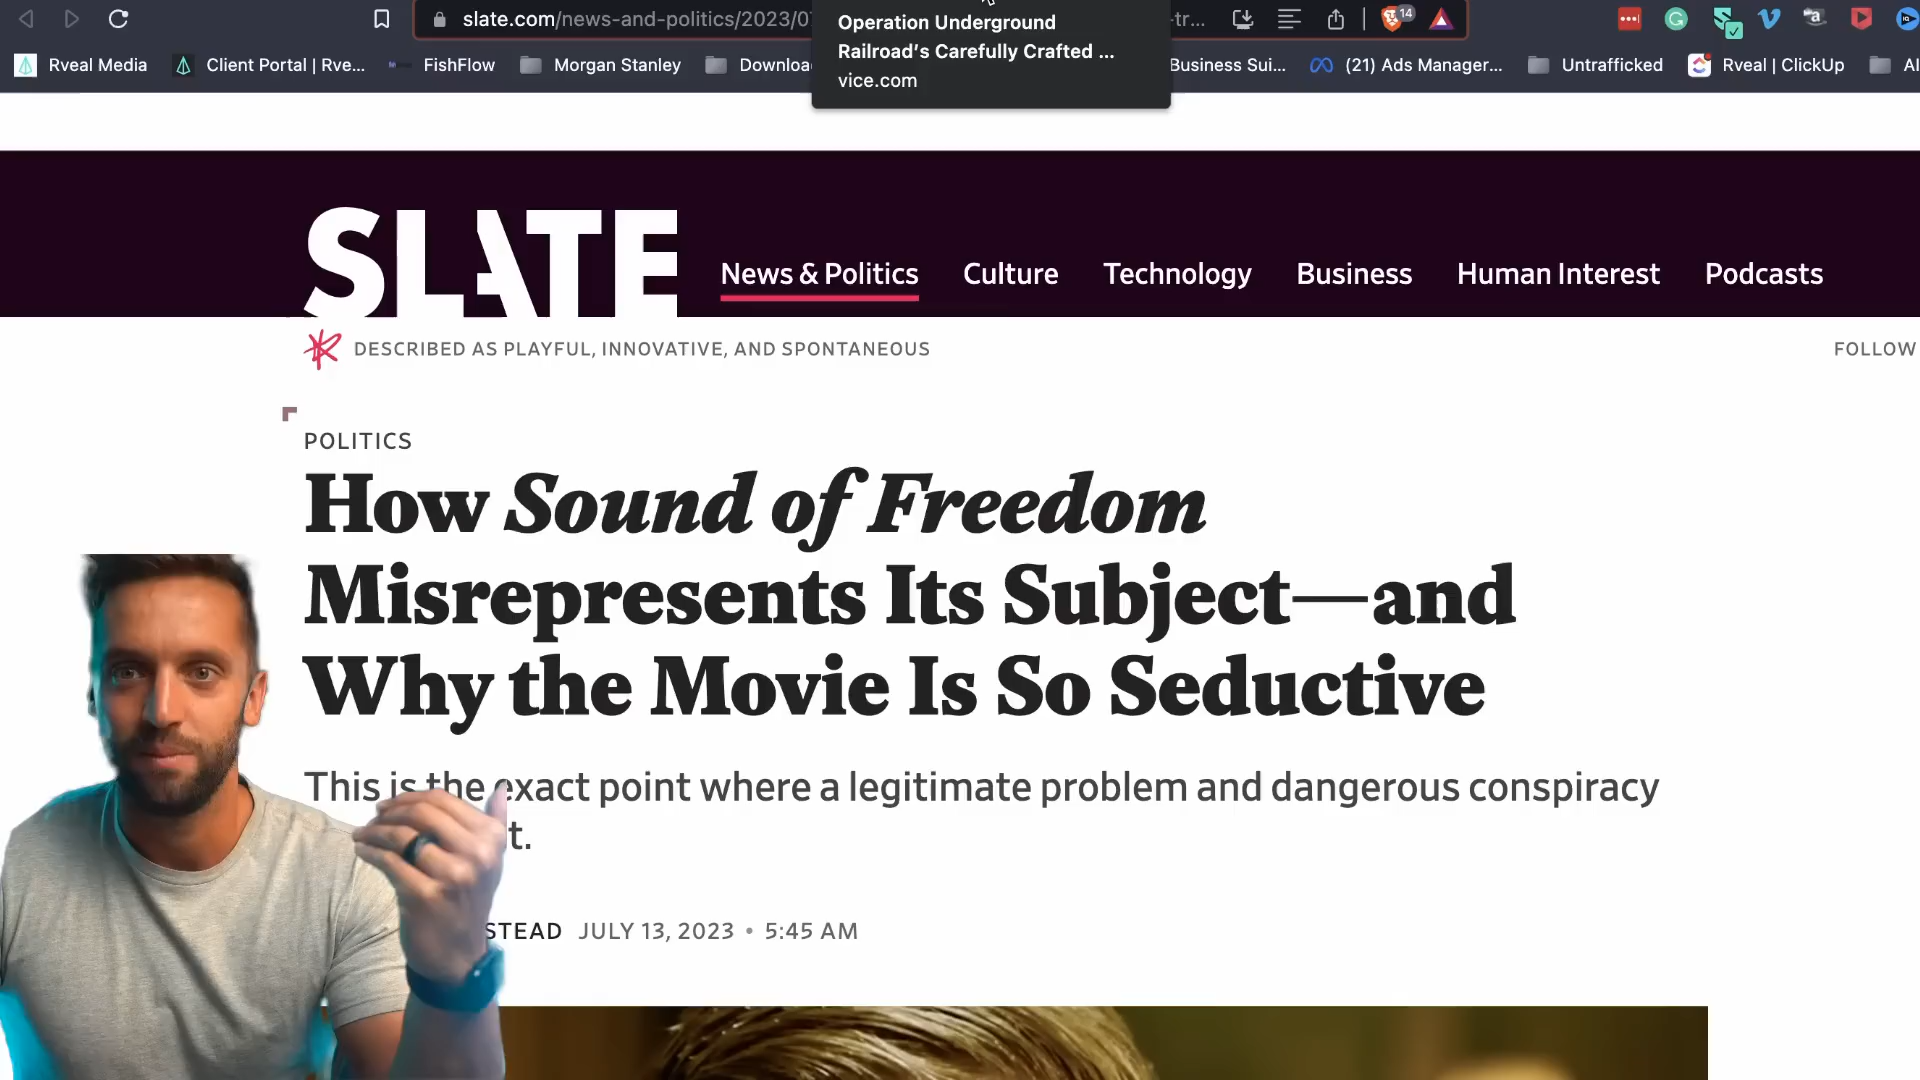 slate.com/news-and-politics/2023/0
-tr...
14
Operation Underground
Railroad's Carefully Crafted ...
vice.com
Rveal Media
Client Portal | Rve...
FishFlow
Morgan Stanley
Downloa
Business Sui...
(21) Ads Manager...
Untrafficked
Rveal | ClickUp
AI
SLATE
News & Politics
Culture
Technology
Business
Human Interest
Podcasts
DESCRIBED AS PLAYFUL, INNOVATIVE, AND SPONTANEOUS
FOLLOW
POLITICS
How Sound of Freedom
Misrepresents Its Subject—and
Why the Movie Is So Seductive
This is the exact point where a legitimate problem and dangerous conspiracy
t.
STEAD JULY 13, 2023 • 5:45 AM